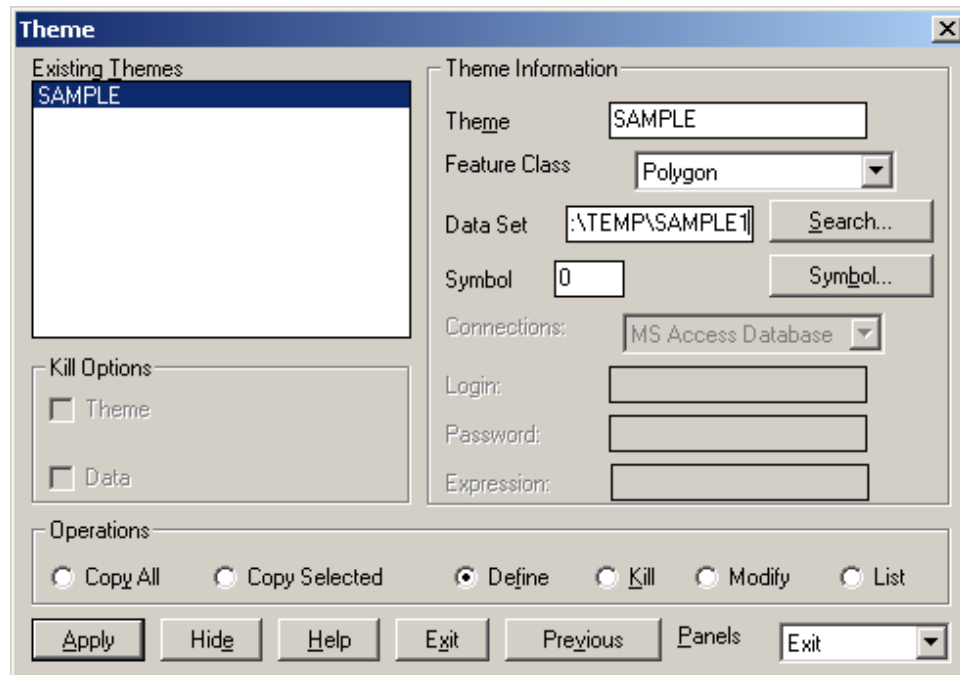 Theme
Existing Themes
SAMPLE
Theme Information
Theme SAMPLE
Feature Class Polygon
Data Set :\TEMP\SAMPLE1 Search...
Symbol 0 Symbol...
Connections: MS Access Database
Login:
Password:
Expression:
Kill Options
Theme
Data
Operations
Copy All Copy Selected Define Kill Modify List
Apply Hide Help Exit Previous Panels Exit